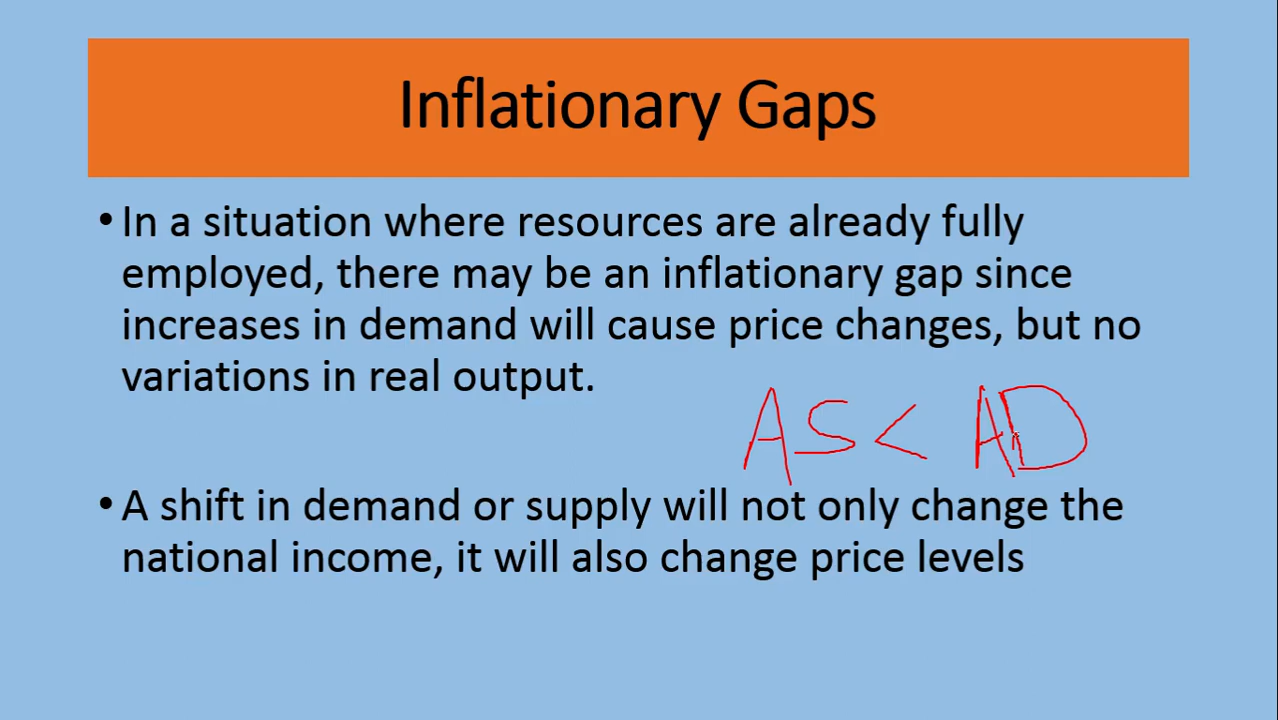 Inflationary Gaps
• In a situation where resources are already fully
employed, there may be an inflationary gap since
increases in demand will cause price changes, but no
variations in real output.
AS < AD
• A shift in demand or supply will not only change the
national income, it will also change price levels